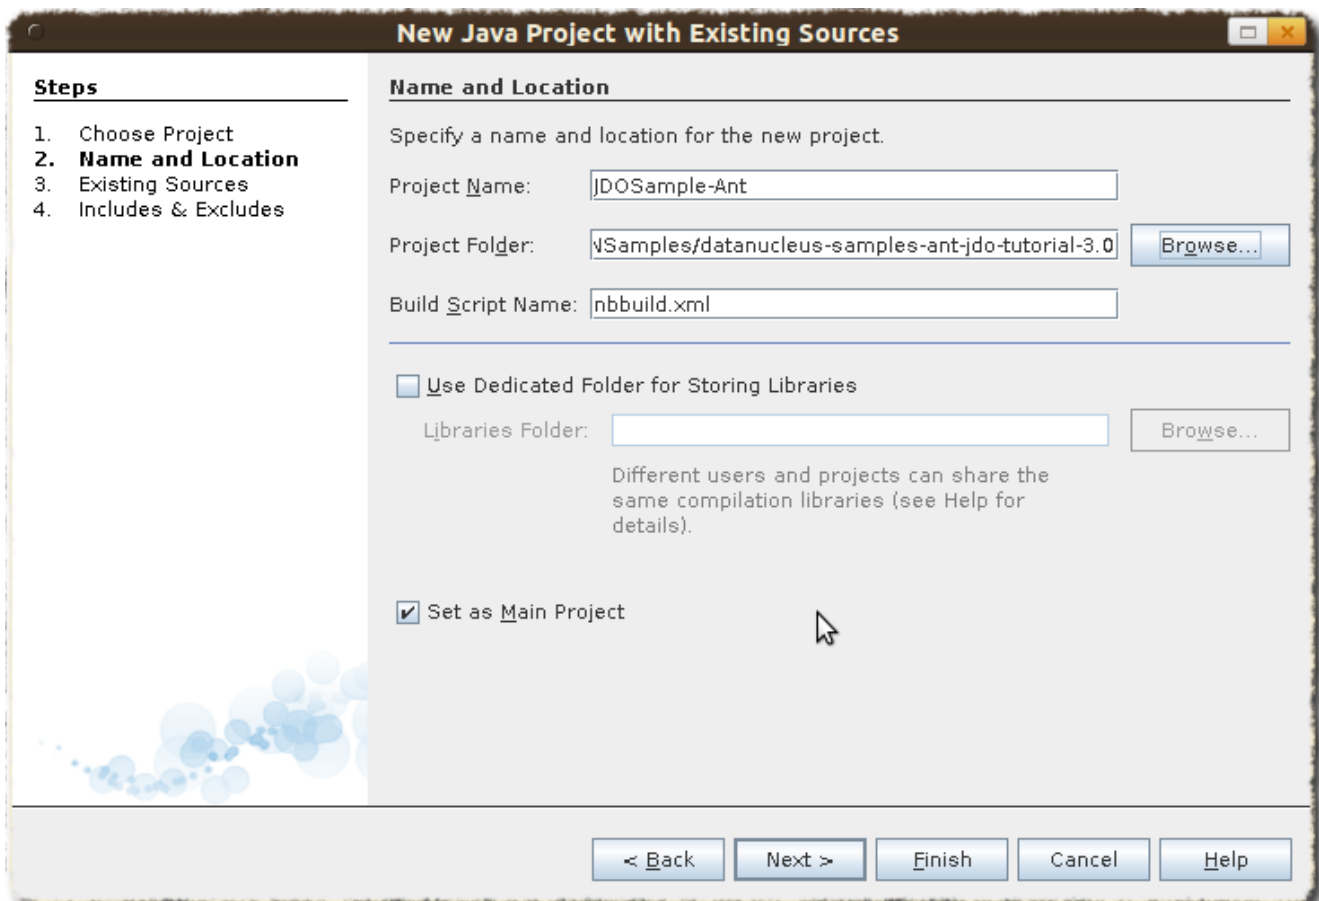 New Java Project with Existing Sources
Steps
1. Choose Project
2. Name and Location
3. Existing Sources
4. Includes & Excludes
Name and Location
Specify a name and location for the new project.
Project Name: JDOSample-Ant
Project Folder: NSamples/datanucleus-samples-ant-jdo-tutorial-3.0 Browse...
Build Script Name: nbbuild.xml
Use Dedicated Folder for Storing Libraries
Libraries Folder: Browse...
Different users and projects can share the
same compilation libraries (see Help for
details).
Set as Main Project
< Back Next > Finish Cancel Help